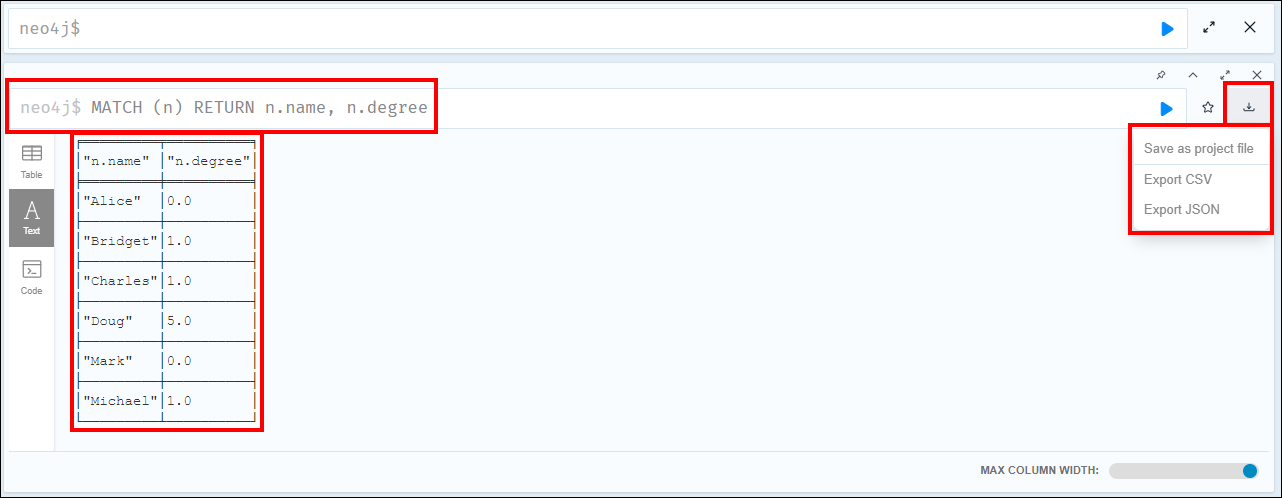 neo4j$
neo4j$ MATCH (n) RETURN n.name, n.degree
Save as project file
Export CSV
Export JSON
Table
Text
Code
"n.name" "n.degree"
"Alice" 0.0
"Bridget" 1.0
"Charles" 1.0
"Doug" 5.0
"Mark" 0.0
"Michael" 1.0
MAX COLUMN WIDTH: